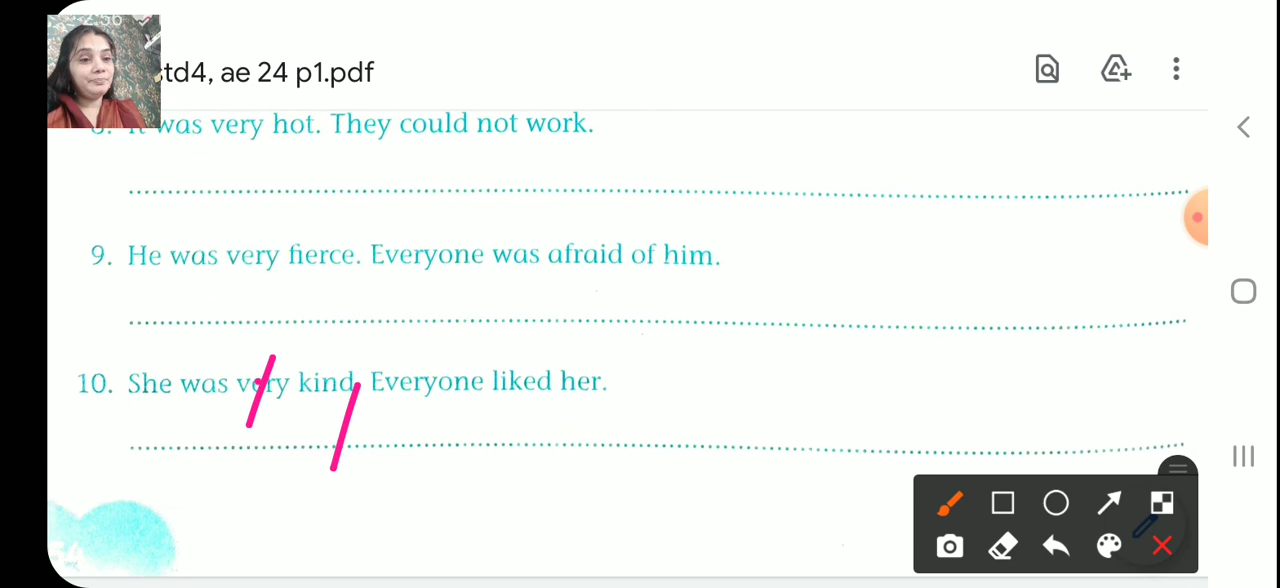 td4, ae 24 p1.pdf
was very hot. They could not work.
9. He was very fierce. Everyone was afraid of him.
10. She was very kind. Everyone liked her.